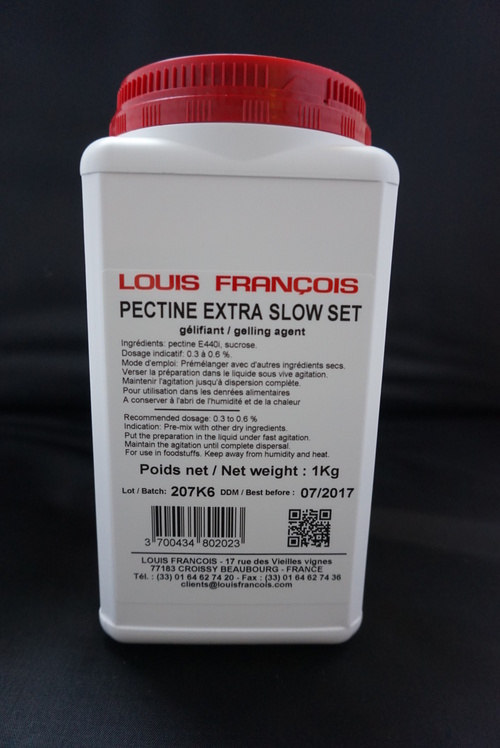 LOUIS FRANÇOIS
PECTINE EXTRA SLOW SET
gélifiant / gelling agent
Ingrédients: pectine E440i, sucrose.
Dosage indicatif: 0.3 à 0.6 %.
Mode d'emploi: Prémélanger avec d'autres ingrédients secs.
Verser la préparation dans le liquide sous vive agitation.
Maintenir l'agitation jusqu'à dispersion complète.
Pour utilisation dans les denrées alimentaires
A conserver à l'abri de l'humidité et de la chaleur
Recommended dosage: 0.3 to 0.6 %
Indication: Pre-mix with other dry ingredients.
Put the preparation in the liquid under fast agitation.
Maintain the agitation until complete dispersal.
For use in foodstuffs. Keep away from humidity and heat.
Poids net / Net weight : 1Kg
Lot / Batch: 207K6 DDM / Best before : 07/2017
3 700434 802023
LOUIS FRANCOIS - 17 rue des Vieilles vignes
77183 CROISSY BEAUBOURG - FRANCE
Tél. : (33) 01 64 62 74 20 - Fax : (33) 01 64 62 74 36
clients@louisfrancois.com